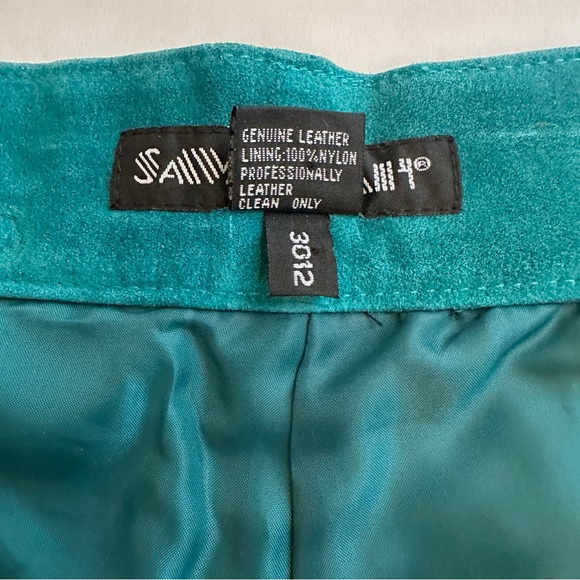 GENUINE LEATHER
LINING:100%NYLON
PROFESSIONALLY
LEATHER
CLEAN ONLY
3012